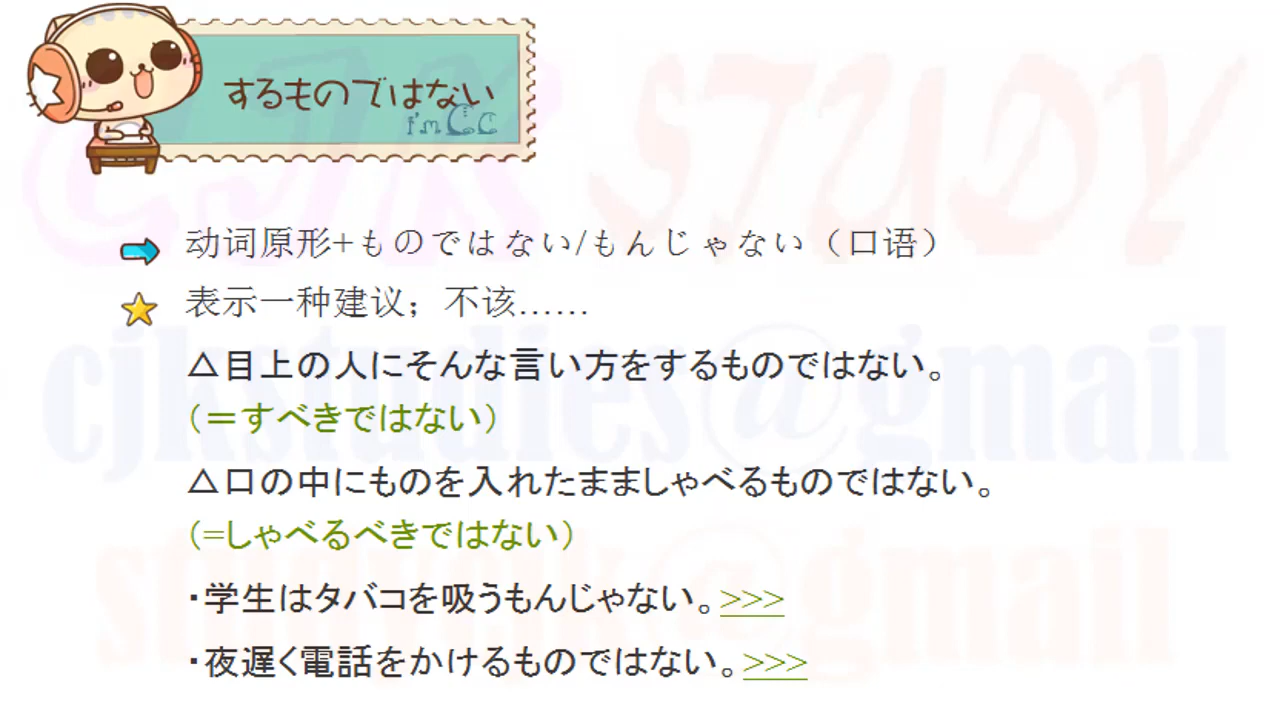 するものではない
I'm CC
动词原形+ものではない/もんじゃない（口语）
表示一种建议；不该……
△目上の人にそんな言い方をするものではない。
（＝すべきではない）
△口の中にものを入れたまましゃべるものではない。
(=しゃべるべきではない）
・学生はタバコを吸うもんじゃない。>>>
・夜遅く電話をかけるものではない。>>>
CJK STUDY
cjkstudies@gmail
studycjk@gmail